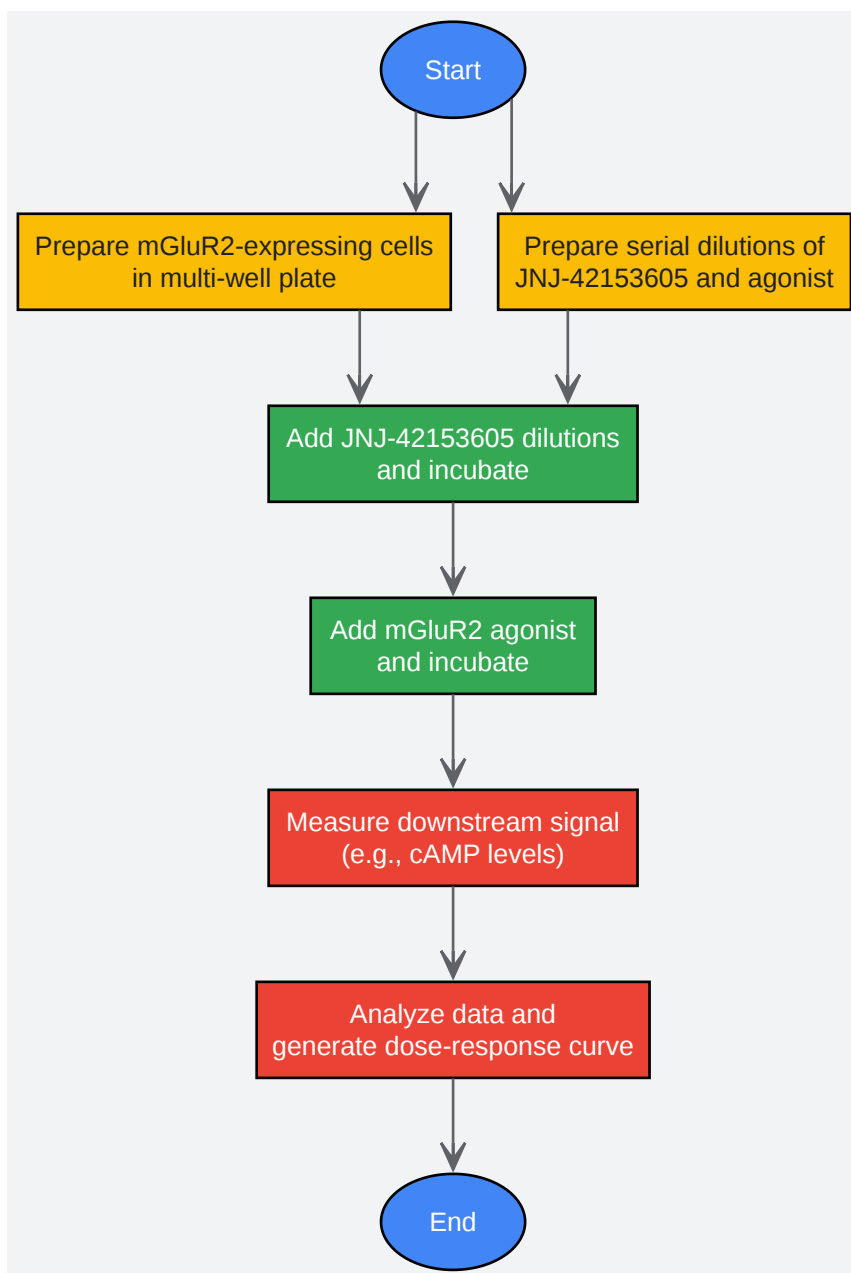 Start
Prepare mGluR2-expressing cells
in multi-well plate
Prepare serial dilutions of
JNJ-42153605 and agonist
Add JNJ-42153605 dilutions
and incubate
Add mGluR2 agonist
and incubate
Measure downstream signal
(e.g., cAMP levels)
Analyze data and
generate dose-response curve
End